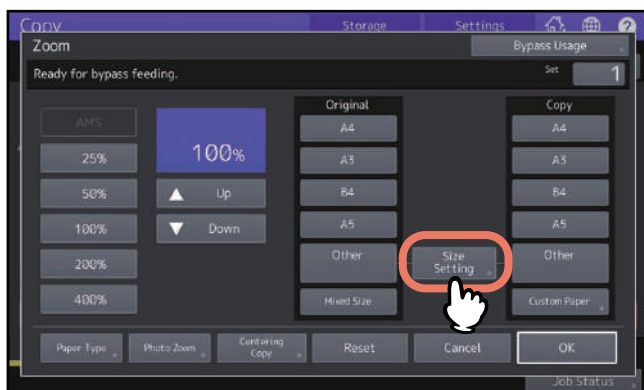 Copy Storage Settings
Zoom Bypass Usage
Ready for bypass feeding. Set 1
Original Copy
AMS 100% A4 A4
25% A3 A3
50% Up B4 B4
100% Down A5 A5
200% Other Size Setting Other
400% Mixed Size Custom Paper
Paper Type Photo Zoom Centering Copy Reset Cancel OK
Job Status